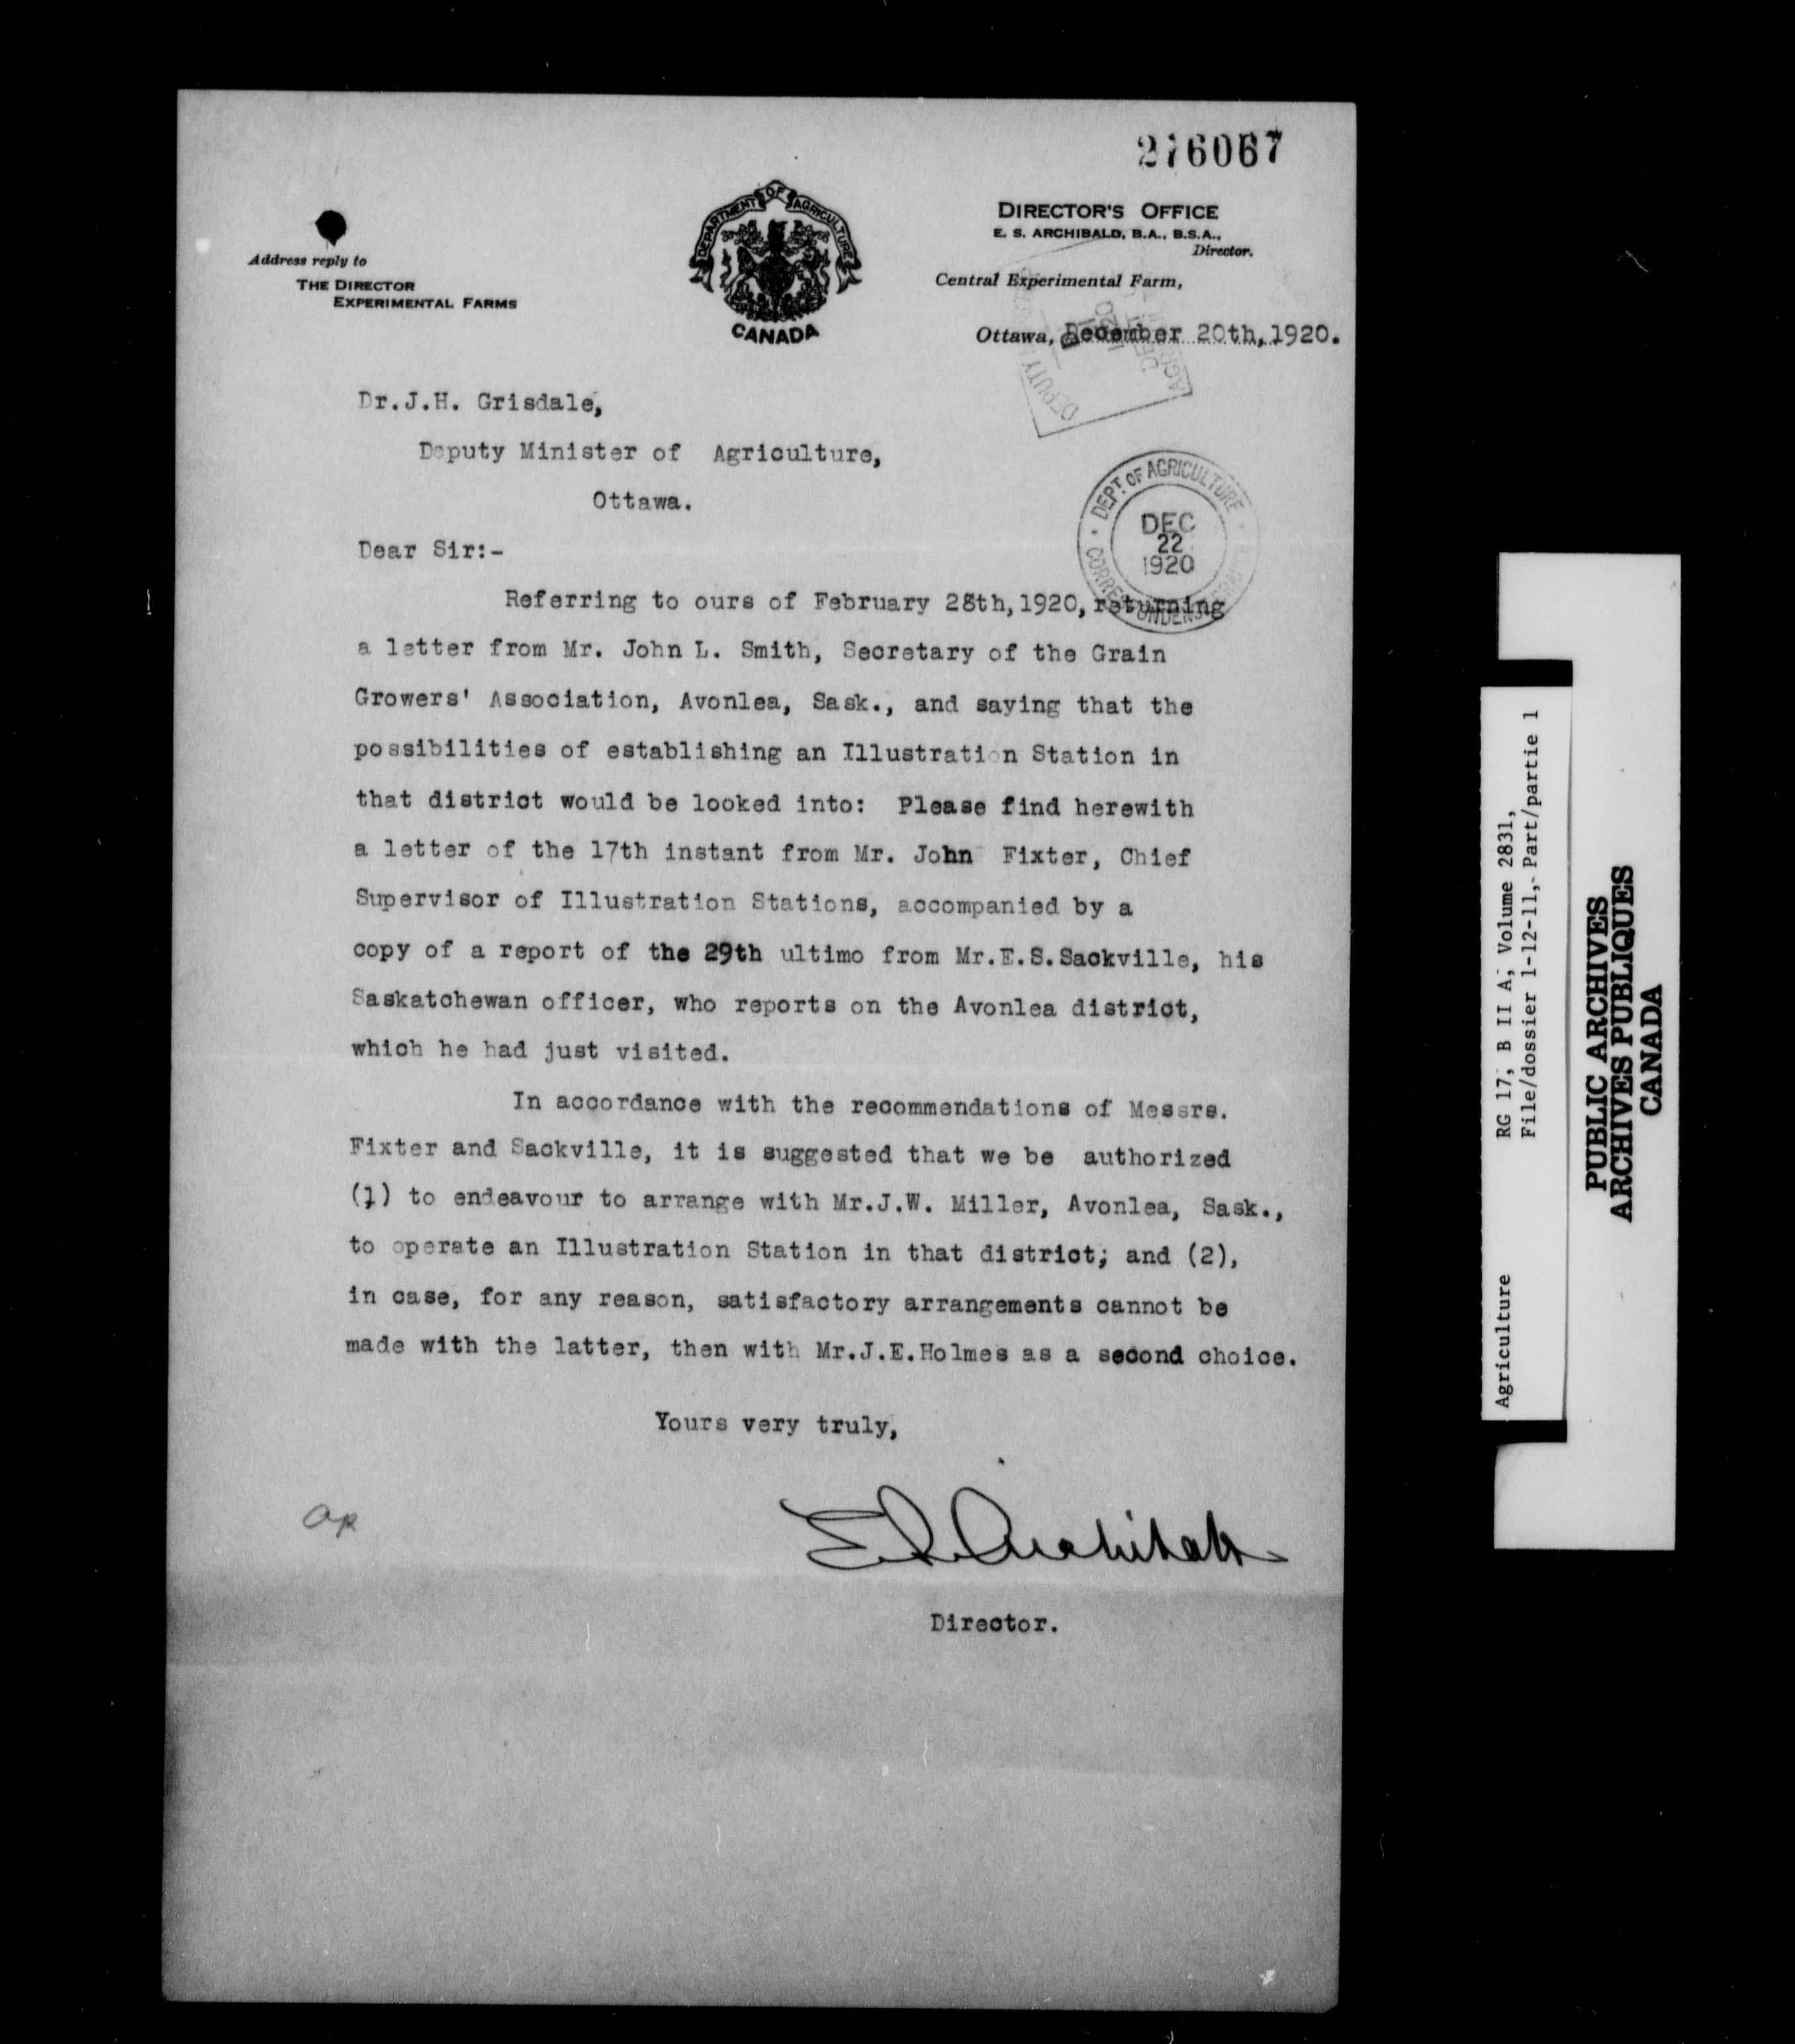 276067
DEPARTMENT OF AGRICULTURE
CANADA
Address reply to
THE DIRECTOR
EXPERIMENTAL FARMS
DIRECTOR'S OFFICE
E. S. ARCHIBALD, B.A., B.S.A.,
Director.
Central Experimental Farm,
Ottawa, December 20th, 1920.
DEPUTY
1920
Dr.J.H. Grisdale,
Deputy Minister of Agriculture,
Ottawa.
DEPT. OF AGRICULTURE
DEC
22
1920
Dear Sir:-
Referring to ours of February 28th,1920, returning
a letter from Mr. John L. Smith, Secretary of the Grain
Growers' Association, Avonlea, Sask., and saying that the
possibilities of establishing an Illustration Station in
that district would be looked into: Please find herewith
a letter of the 17th instant from Mr. John Fixter, Chief
Supervisor of Illustration Stations, accompanied by a
copy of a report of the 29th ultimo from Mr.E.S.Sackville, his
Saskatchewan officer, who reports on the Avonlea district,
which he had just visited.
In accordance with the recommendations of Messrs.
Fixter and Sackville, it is suggested that we be authorized
(1) to endeavour to arrange with Mr.J.W. Miller, Avonlea, Sask.,
to operate an Illustration Station in that district; and (2),
in case, for any reason, satisfactory arrangements cannot be
made with the latter, then with Mr.J.E.Holmes as a second choice.
Yours very truly,
E S Archibald
Director.
Agriculture RG 17, B II A, Volume 2831,
File/dossier 1-12-11, Part/partie 1
PUBLIC ARCHIVES
ARCHIVES PUBLIQUES
CANADA